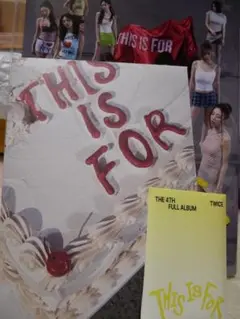 THIS IS FOR
THIS
IS
FOR
THE 4TH
FULL ALBUM
TWICE
THIS IS FOR